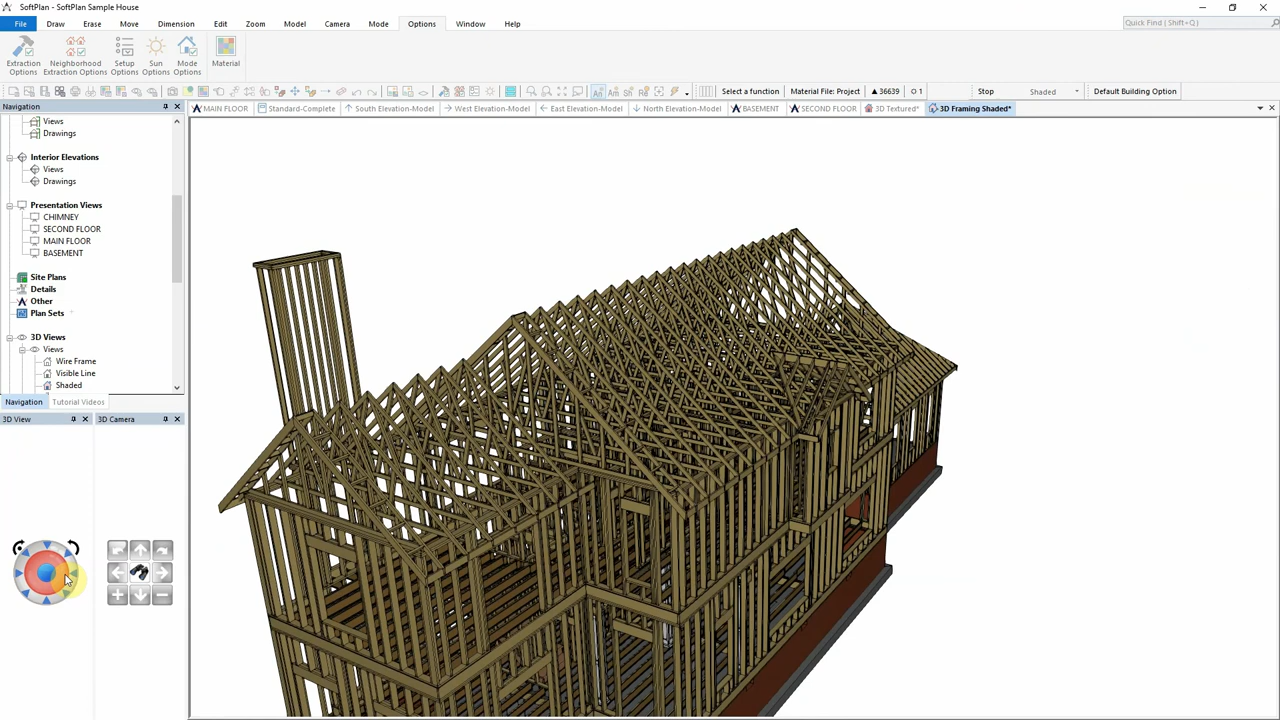 SoftPlan - SoftPlan Sample House
File Draw Erase Move Dimension Edit Zoom Model Camera Mode Options Window Help
Quick Find ( Shift+Q )
Extraction Options
Neighborhood Extraction Options
Setup Options
Sun Options
Mode Options
Material
Select a function Material File: Project 36639 1 Stop Shaded Default Building Option
Navigation
MAIN FLOOR Standard-Complete South Elevation-Model West Elevation-Model East Elevation-Model North Elevation-Model BASEMENT SECOND FLOOR 3D Textured* 3D Framing Shaded*
Views
Drawings
Interior Elevations
Views
Drawings
Presentation Views
CHIMNEY
SECOND FLOOR
MAIN FLOOR
BASEMENT
Site Plans
Details
Other
Plan Sets
3D Views
Views
Wire Frame
Visible Line
Shaded
Navigation Tutorial Videos
3D View 3D Camera